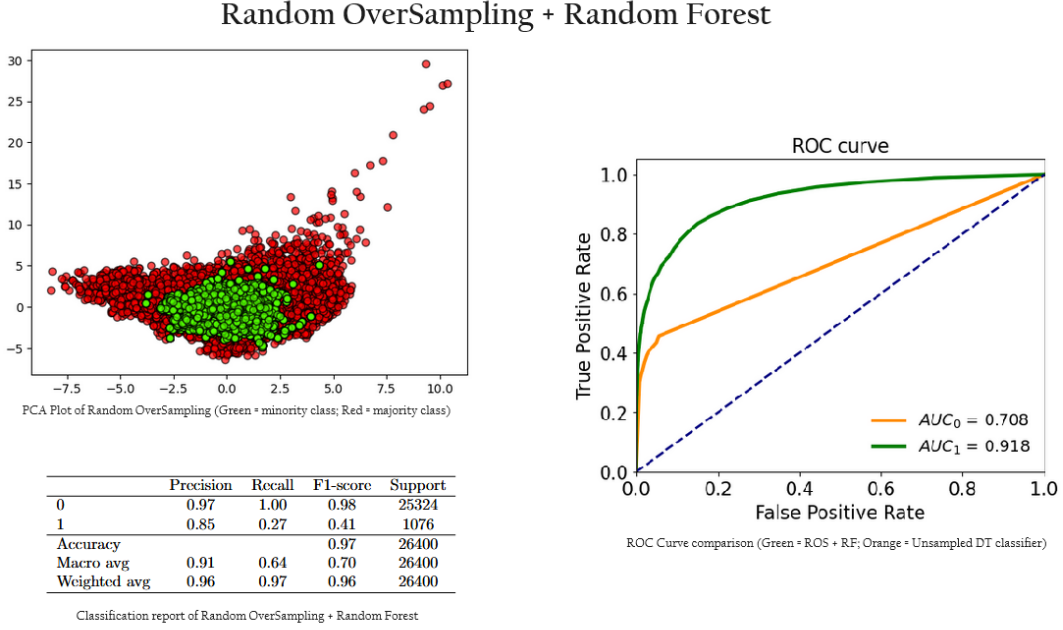 Random OverSampling + Random Forest
30
25
20
15
10
5
0
−5
−7.5 −5.0 −2.5 0.0 2.5 5.0 7.5 10.0
PCA Plot of Random OverSampling (Green = minority class; Red = majority class)
Precision Recall F1-score Support
0 0.97 1.00 0.98 25324
1 0.85 0.27 0.41 1076
Accuracy 0.97 26400
Macro avg 0.91 0.64 0.70 26400
Weighted avg 0.96 0.97 0.96 26400
Classification report of Random OverSampling + Random Forest
ROC curve
True Positive Rate
1.0
0.8
0.6
0.4
0.2
0.0
AUC₀ = 0.708
AUC₁ = 0.918
0.0 0.2 0.4 0.6 0.8 1.0
False Positive Rate
ROC Curve comparison (Green = ROS + RF; Orange = Unsampled DT classifier)